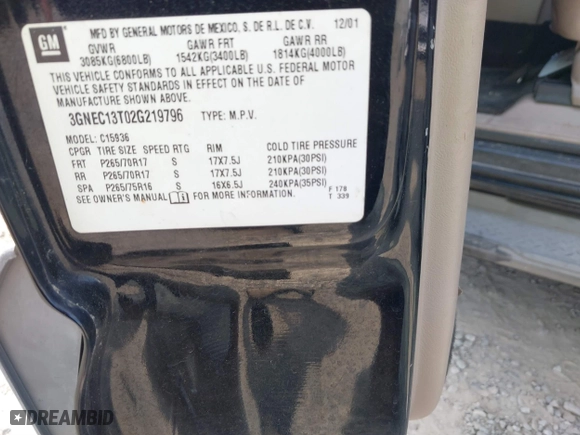 GM
MFD BY GENERAL MOTORS DE MEXICO, S. DE R.L. DE C.V. 12/01
GVWR GAWR FRT GAWR RR
3085KG(6800LB) 1542KG(3400LB) 1814KG(4000LB)
THIS VEHICLE CONFORMS TO ALL APPLICABLE U.S. FEDERAL MOTOR
VEHICLE SAFETY STANDARDS IN EFFECT ON THE DATE OF
MANUFACTURE SHOWN ABOVE.
3GNEC13T02G219796 TYPE: M.P.V.
MODEL: C15936
CPGR TIRE SIZE SPEED RTG RIM COLD TIRE PRESSURE
FRT P265/70R17 S 17X7.5J 210KPA(30PSI)
RR P265/70R17 S 17X7.5J 210KPA(30PSI)
SPA P265/75R16 S 16X6.5J 240KPA(35PSI)
SEE OWNER'S MANUAL FOR MORE INFORMATION.
F 178
T 339
DREAMBID